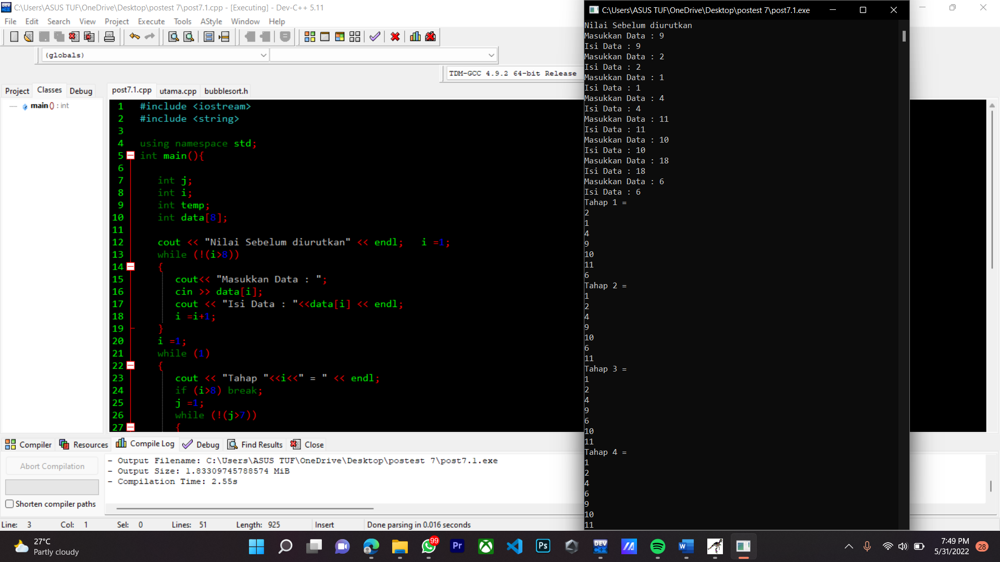 C:\Users\ASUS TUF\OneDrive\Desktop\postest 7\post7.1.cpp - [Executing] - Dev-C++ 5.11
File Edit Search View Project Execute Tools AStyle Window Help
(globals)
TDM-GCC 4.9.2 64-bit Release
Project Classes Debug
main () : int
post7.1.cpp utama.cpp bubblesort.h
1 #include <iostream>
2 #include <string>
3
4 using namespace std;
5 int main(){
6
7 int j;
8 int i;
9 int temp;
10 int data[8];
11
12 cout << "Nilai Sebelum diurutkan" << endl; i =1;
13 while (!(i>8))
14 {
15 cout<< "Masukkan Data : ";
16 cin >> data[i];
17 cout << "Isi Data : "<<data[i] << endl;
18 i =i+1;
19 }
20 i =1;
21 while (1)
22 {
23 cout << "Tahap "<<i<<" = " << endl;
24 if (i>8) break;
25 j =1;
26 while (!(j>7))
27 {
Compiler Resources Compile Log Debug Find Results Close
Abort Compilation
Shorten compiler paths
- Output Filename: C:\Users\ASUS TUF\OneDrive\Desktop\postest 7\post7.1.exe
- Output Size: 1.83309745788574 MiB
- Compilation Time: 2.55s
Line: 3 Col: 1 Sel: 0 Lines: 51 Length: 925 Insert Done parsing in 0.016 seconds
C:\Users\ASUS TUF\OneDrive\Desktop\postest 7\post7.1.exe
Nilai Sebelum diurutkan
Masukkan Data : 9
Isi Data : 9
Masukkan Data : 2
Isi Data : 2
Masukkan Data : 1
Isi Data : 1
Masukkan Data : 4
Isi Data : 4
Masukkan Data : 11
Isi Data : 11
Masukkan Data : 10
Isi Data : 10
Masukkan Data : 18
Isi Data : 18
Masukkan Data : 6
Isi Data : 6
Tahap 1 =
2
1
4
9
10
11
6
Tahap 2 =
1
2
4
9
10
6
11
Tahap 3 =
1
2
4
9
6
10
11
Tahap 4 =
1
2
4
6
9
10
11
27°C
Partly cloudy
99
Pr
Ps
DEV
W
7:49 PM
5/31/2022
28